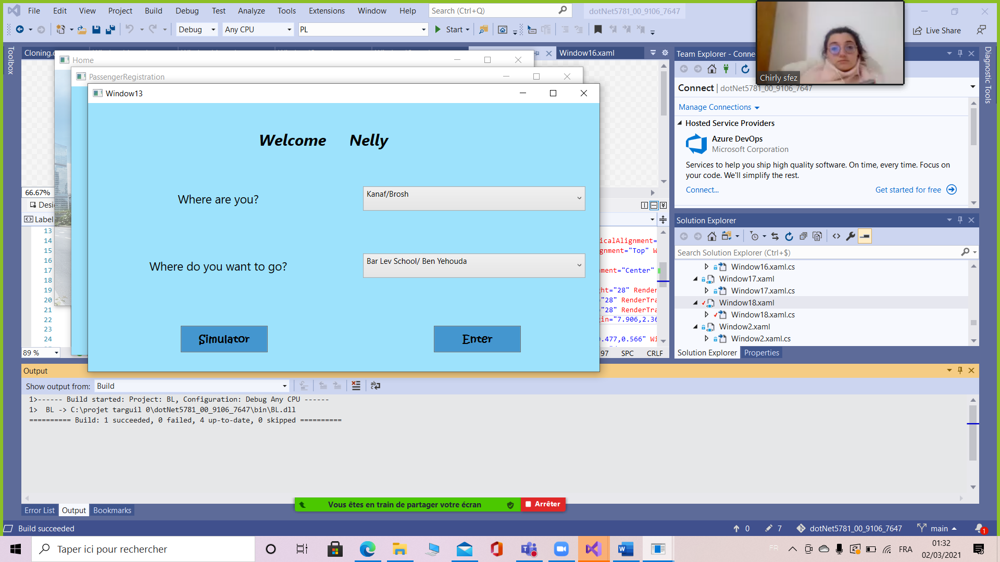 File Edit View Project Build Debug Test Analyze Tools Extensions Window Help Search (Ctrl+Q) dotNet5781_00_9106_7647
Debug Any CPU PL Start Live Share
Toolbox
Cloning.c
Window16.xaml
Home
PassengerRegistration
Window13
Welcome Nelly
Where are you? Kanaf/Brosh
Where do you want to go? Bar Lev School/ Ben Yehouda
Simulator Enter
66.67%
Desi
Label
13
14
15
16
17
18
19
20
21
22
23
24
89 %
icalAlignment=
gnment="Top" W
ment="Center"
ht="28" Render
"28" RenderTra
"28" RenderTra
in="7.906,2.36
.477,0.566" Wi
97 SPC CRLF
Chirly sfez
Team Explorer - Conne
Connect | dotNet5781_00_9106_7647
Manage Connections
Hosted Service Providers
Azure DevOps
Microsoft Corporation
Services to help you ship high quality software. On time, every time. Focus on
your code. We'll simplify the rest.
Connect... Get started for free
Diagnostic Tools
Solution Explorer
Search Solution Explorer (Ctrl+$)
Window16.xaml.cs
Window17.xaml
Window17.xaml.cs
Window18.xaml
Window18.xaml.cs
Window2.xaml
Window2.xaml.cs
Solution Explorer Properties
Output
Show output from: Build
1>------ Build started: Project: BL, Configuration: Debug Any CPU ------
1> BL -> C:\projet targuil 0\dotNet5781_00_9106_7647\bin\BL.dll
========== Build: 1 succeeded, 0 failed, 4 up-to-date, 0 skipped ==========
Vous êtes en train de partager votre écran Arrêter
Error List Output Bookmarks
Build succeeded 0 7 dotNet5781_00_9106_7647 main 1
Taper ici pour rechercher
FR FRA
01:32
02/03/2021